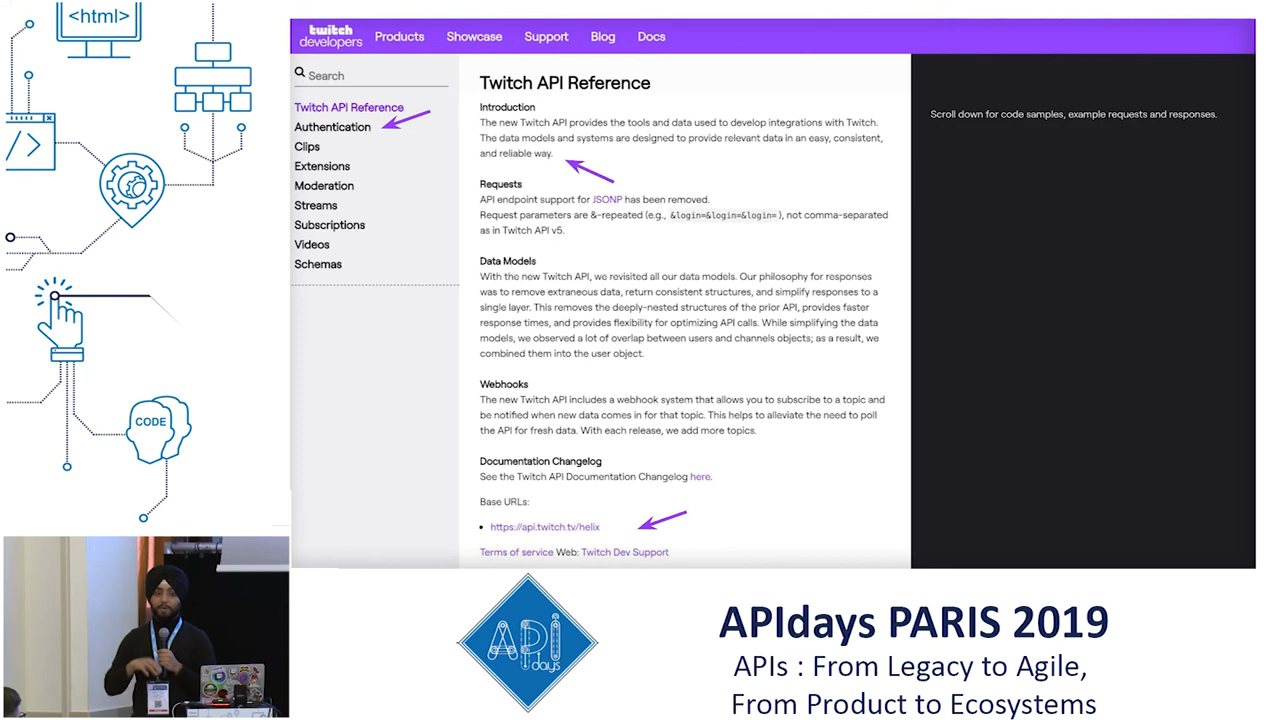 <html>
twitch
developers
Products
Showcase
Support
Blog
Docs
Search
Twitch API Reference
Authentication
Clips
Extensions
Moderation
Streams
Subscriptions
Videos
Schemas
Twitch API Reference
Introduction
The new Twitch API provides the tools and data used to develop integrations with Twitch.
The data models and systems are designed to provide relevant data in an easy, consistent,
and reliable way.
Requests
API endpoint support for JSONP has been removed.
Request parameters are &-repeated (e.g., &login=&login=&login= ), not comma-separated
as in Twitch API v5.
Data Models
With the new Twitch API, we revisited all our data models. Our philosophy for responses
was to remove extraneous data, return consistent structures, and simplify responses to a
single layer. This removes the deeply-nested structures of the prior API, provides faster
response times, and provides flexibility for optimizing API calls. While simplifying the data
models, we observed a lot of overlap between users and channels objects; as a result, we
combined them into the user object.
Webhooks
The new Twitch API includes a webhook system that allows you to subscribe to a topic and
be notified when new data comes in for that topic. This helps to alleviate the need to poll
the API for fresh data. With each release, we add more topics.
Documentation Changelog
See the Twitch API Documentation Changelog here.
Base URLs:
https://api.twitch.tv/helix
Terms of service Web: Twitch Dev Support
Scroll down for code samples, example requests and responses.
</>
CODE
API
days
APIdays PARIS 2019
APIs : From Legacy to Agile,
From Product to Ecosystems